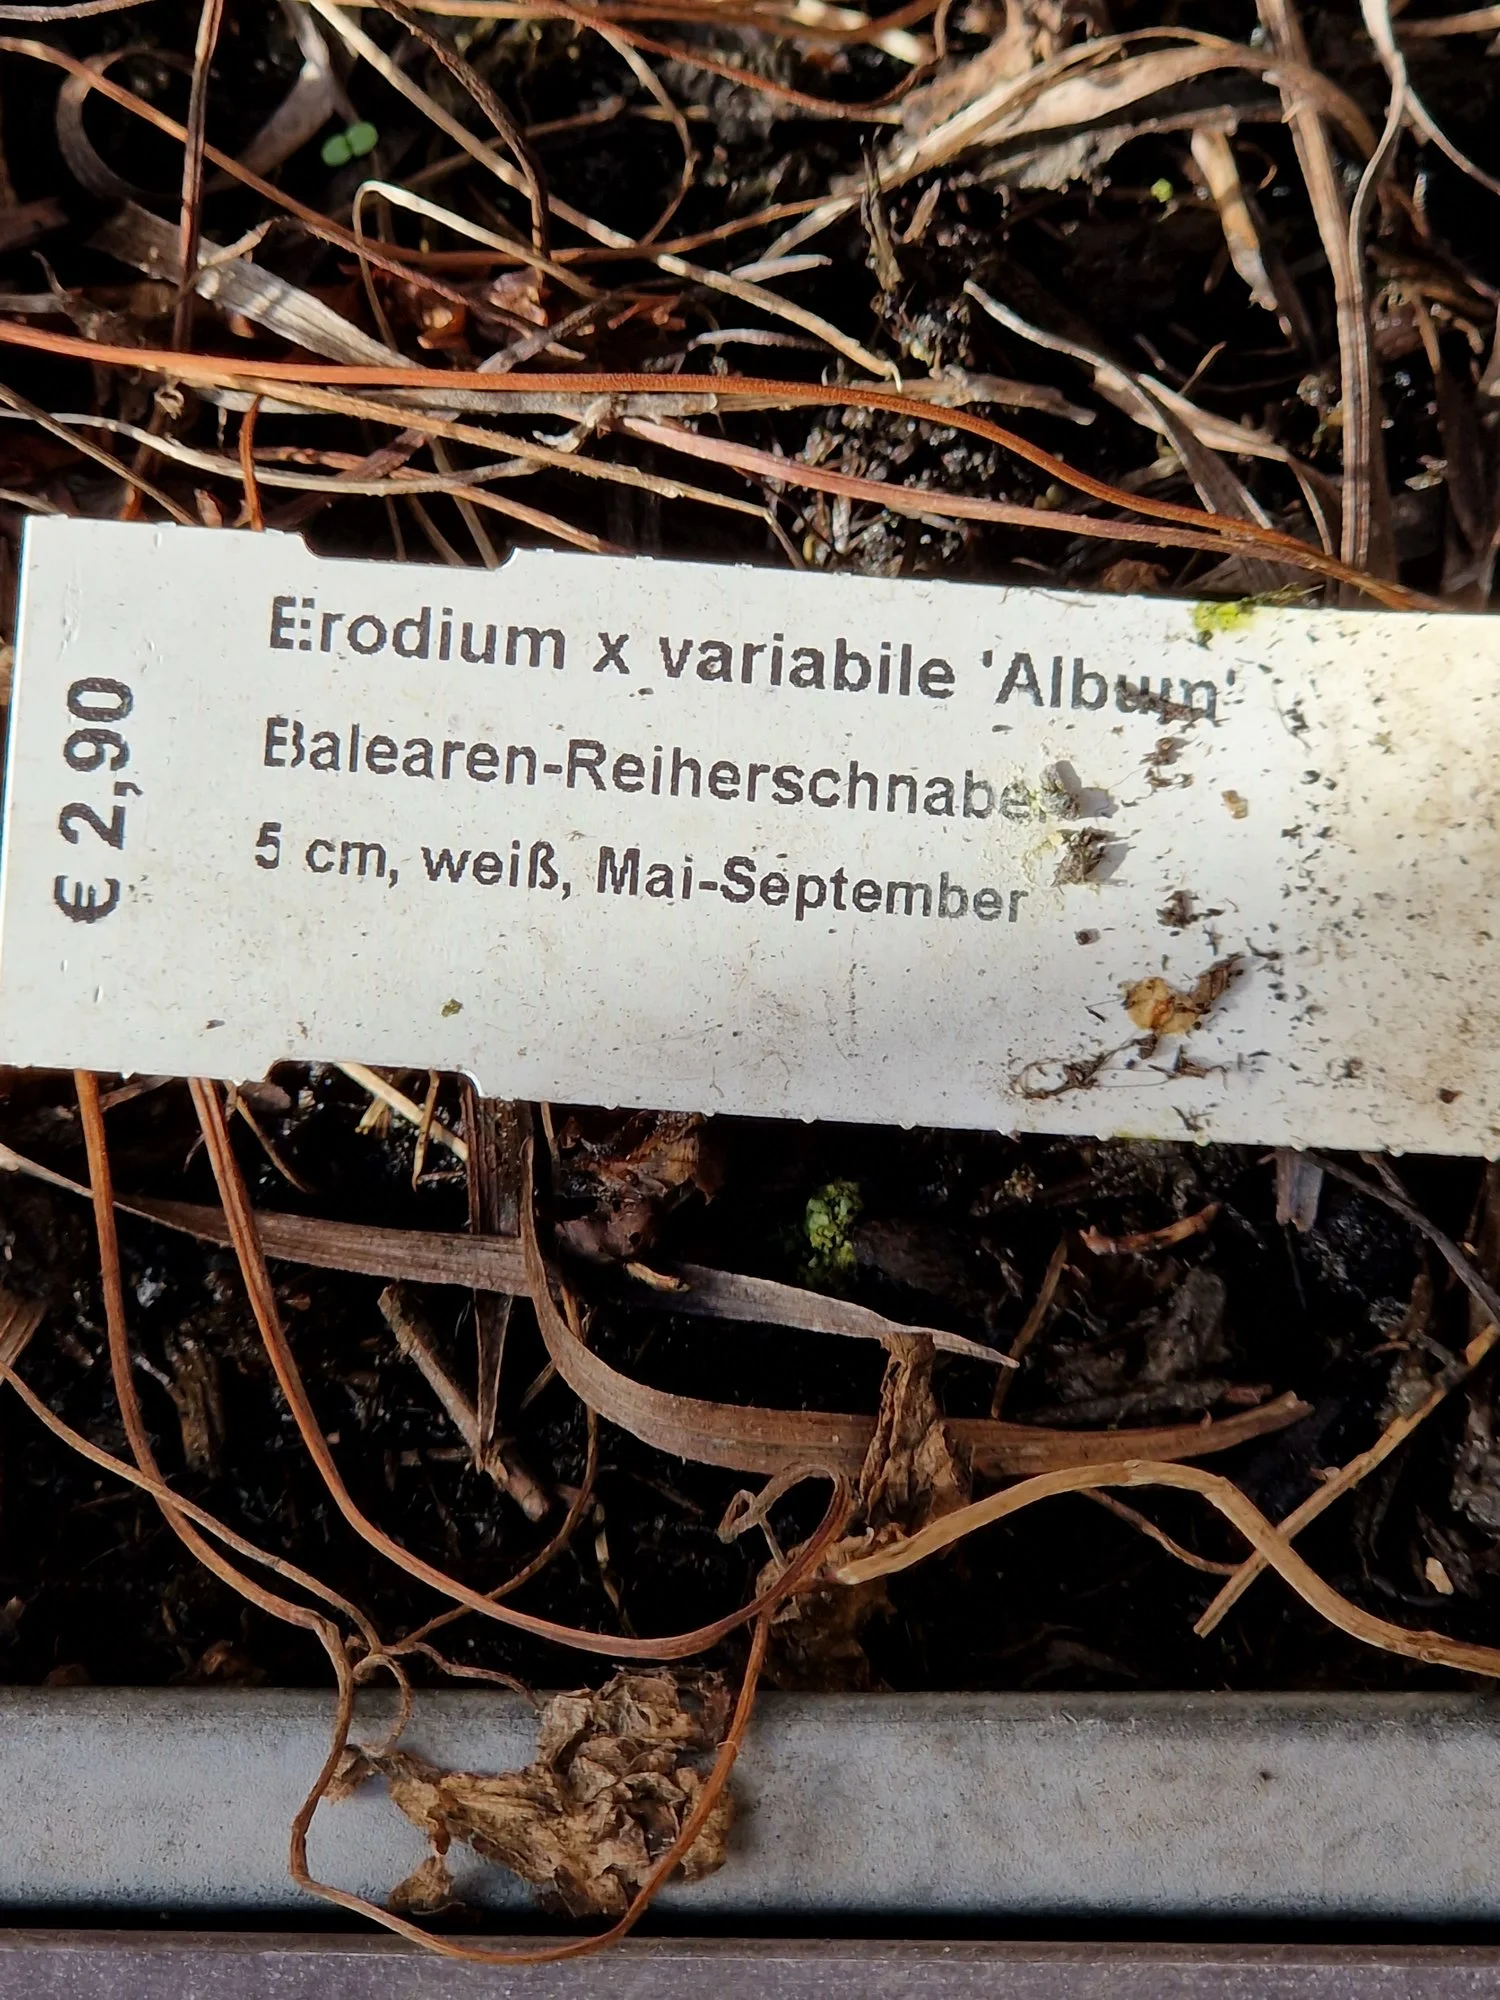 Erodium x variabile 'Album'
Balearen-Reiherschnabel
5 cm, weiß, Mai-September
€ 2,90